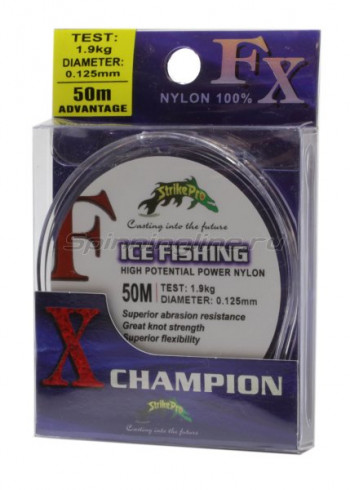 TEST:
1.9kg
DIAMETER:
0.125mm
50m
ADVANTAGE
FX
NYLON 100%
StrikePro
Casting into the future
F
ICE FISHING
HIGH POTENTIAL POWER NYLON
50M
TEST: 1.9kg
DIAMETER: 0.125mm
Superior abrasion resistance
Great knot strength
Superior flexibility
X
CHAMPION
StrikePro
Casting into the future